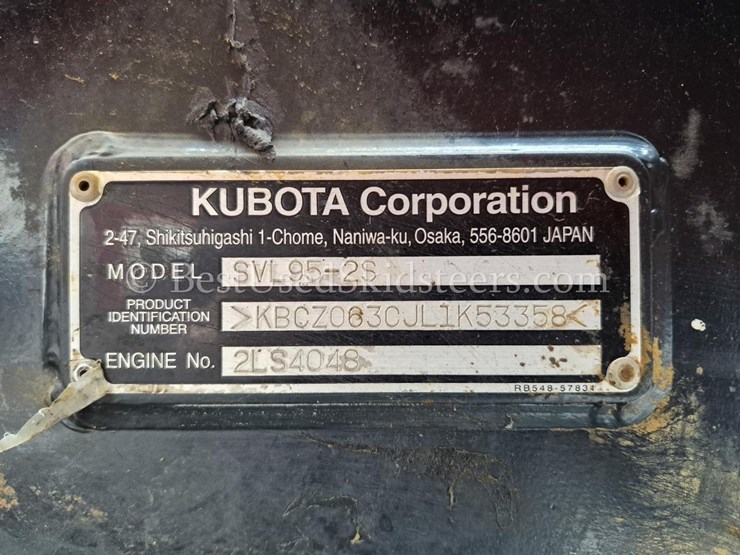 KUBOTA Corporation
2-47, Shikitsuhigashi 1-Chome, Naniwa-ku, Osaka, 556-8601 JAPAN
MODEL SVL95-2S
© BestUsedSkidsteers.com
PRODUCT
IDENTIFICATION
NUMBER >KBCZ063CJL1K53358<
ENGINE No. 2LS4048
RB548-57834